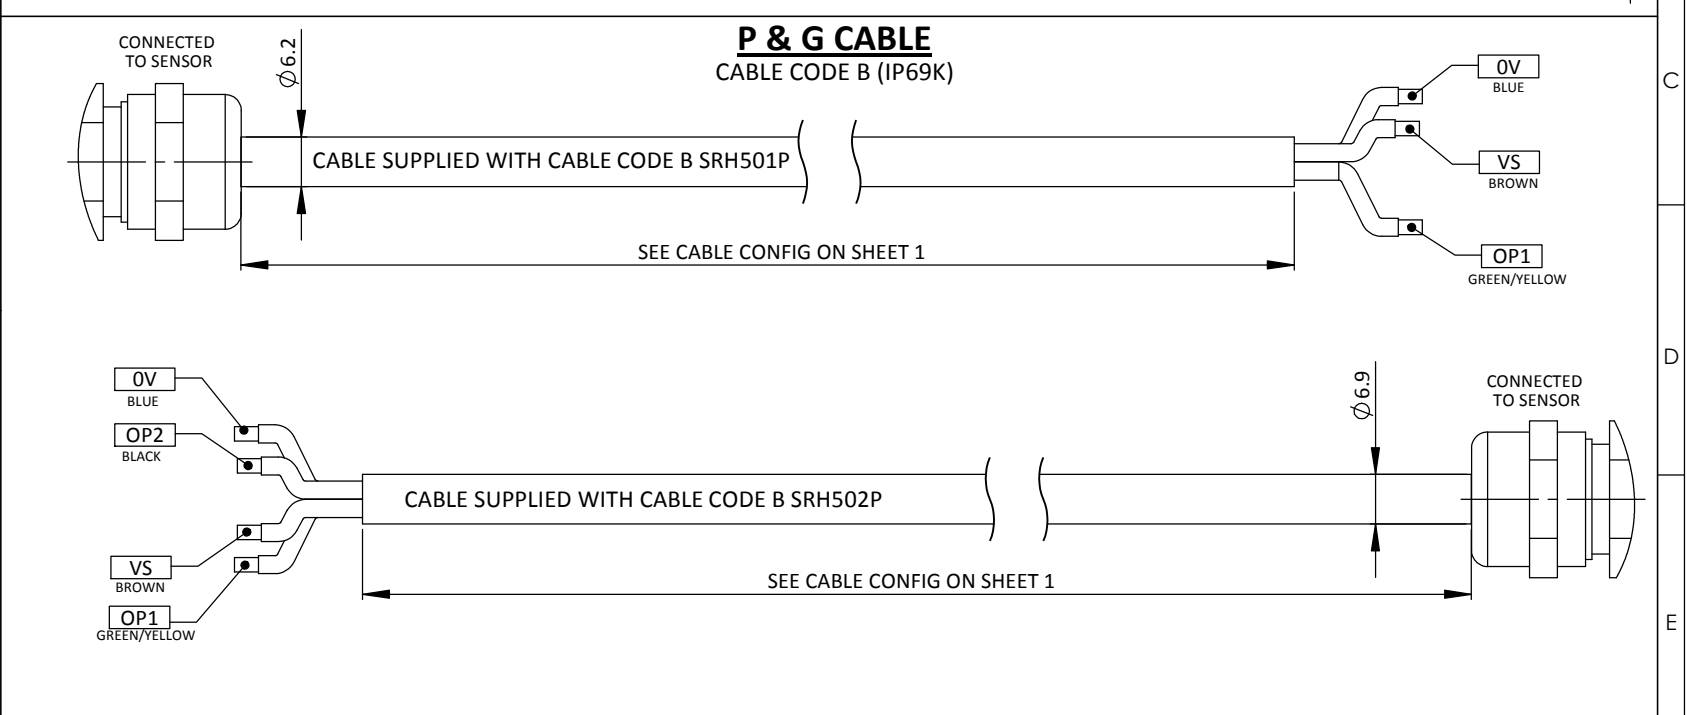 P & G CABLE
CABLE CODE B (IP69K)
CONNECTED
TO SENSOR
∅6.2
CABLE SUPPLIED WITH CABLE CODE B SRH501P
0V
BLUE
VS
BROWN
OP1
GREEN/YELLOW
SEE CABLE CONFIG ON SHEET 1
C
D
0V
BLUE
OP2
BLACK
VS
BROWN
OP1
GREEN/YELLOW
CABLE SUPPLIED WITH CABLE CODE B SRH502P
∅6.9
CONNECTED
TO SENSOR
SEE CABLE CONFIG ON SHEET 1
E